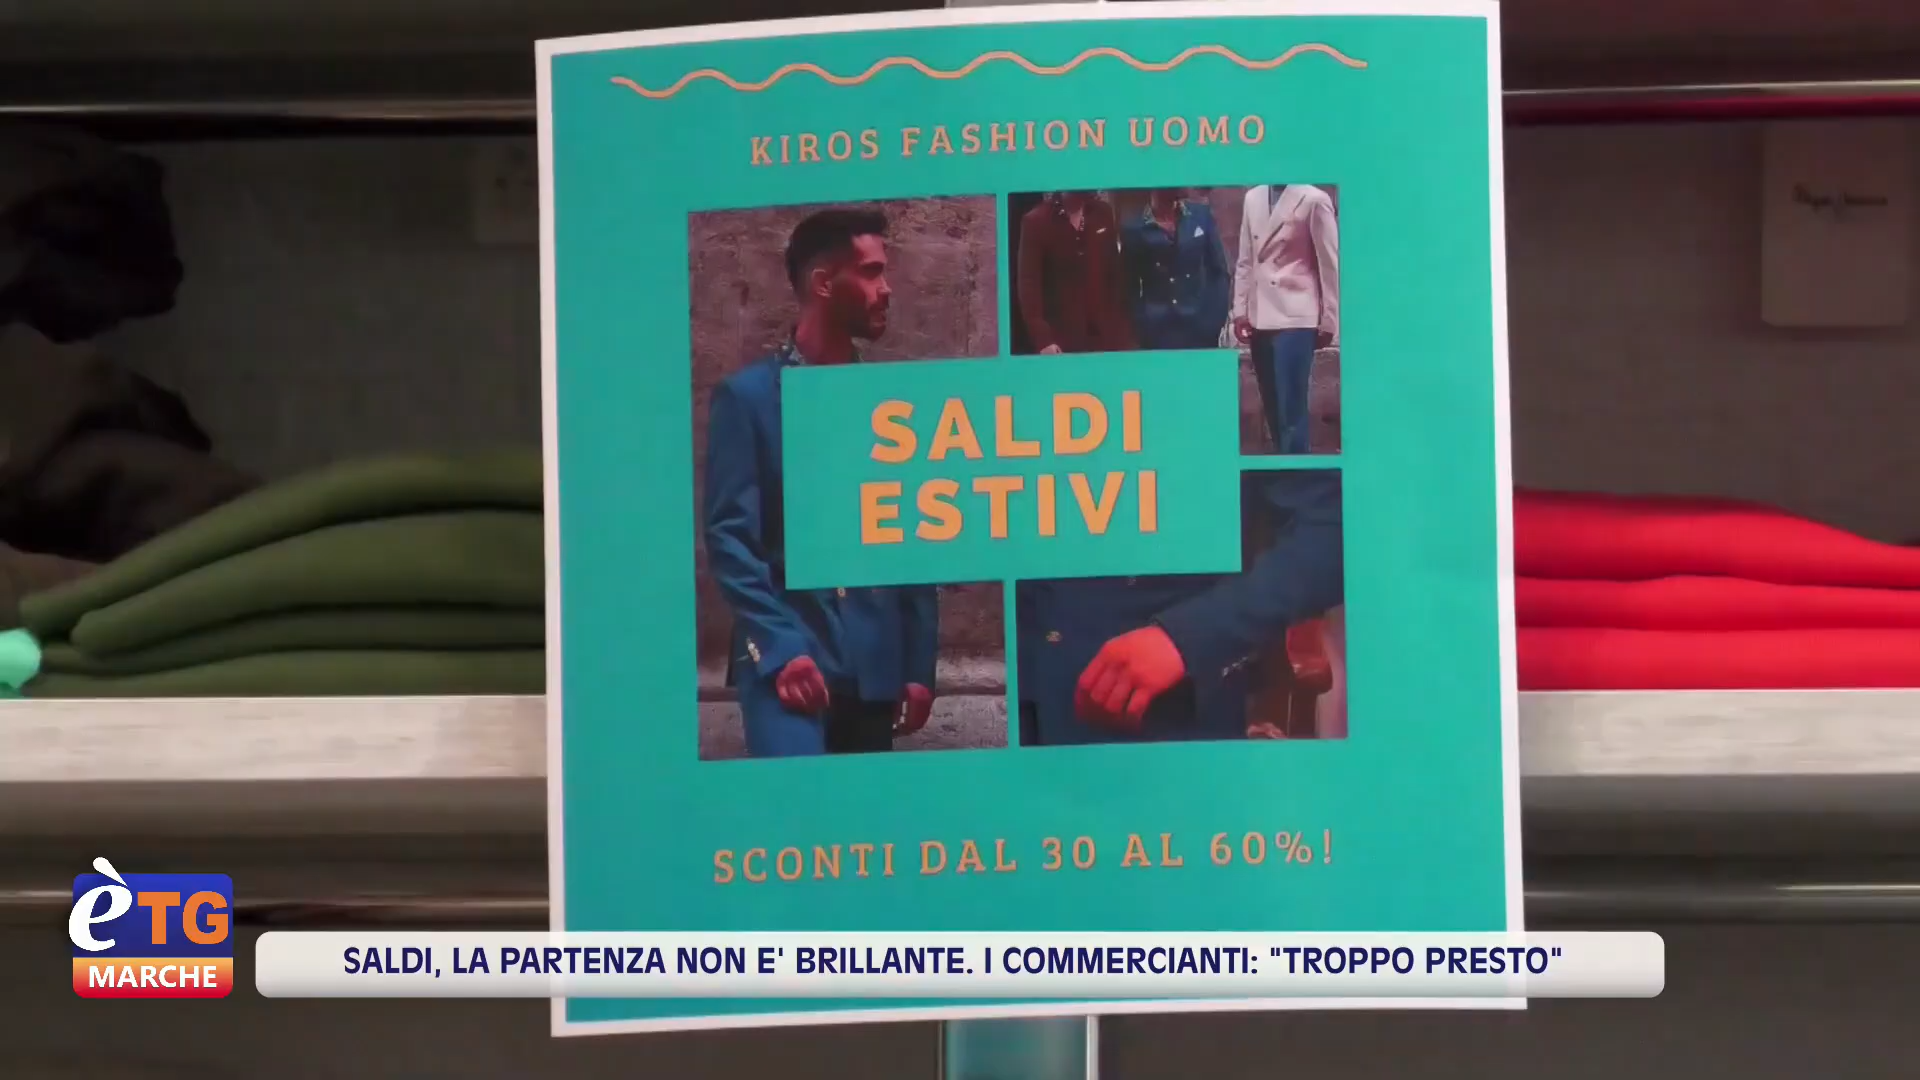 KIROS FASHION UOMO
SALDI
ESTIVI
SCONTI DAL 30 AL 60%!
èTG
MARCHE
SALDI, LA PARTENZA NON E' BRILLANTE. I COMMERCIANTI: "TROPPO PRESTO"